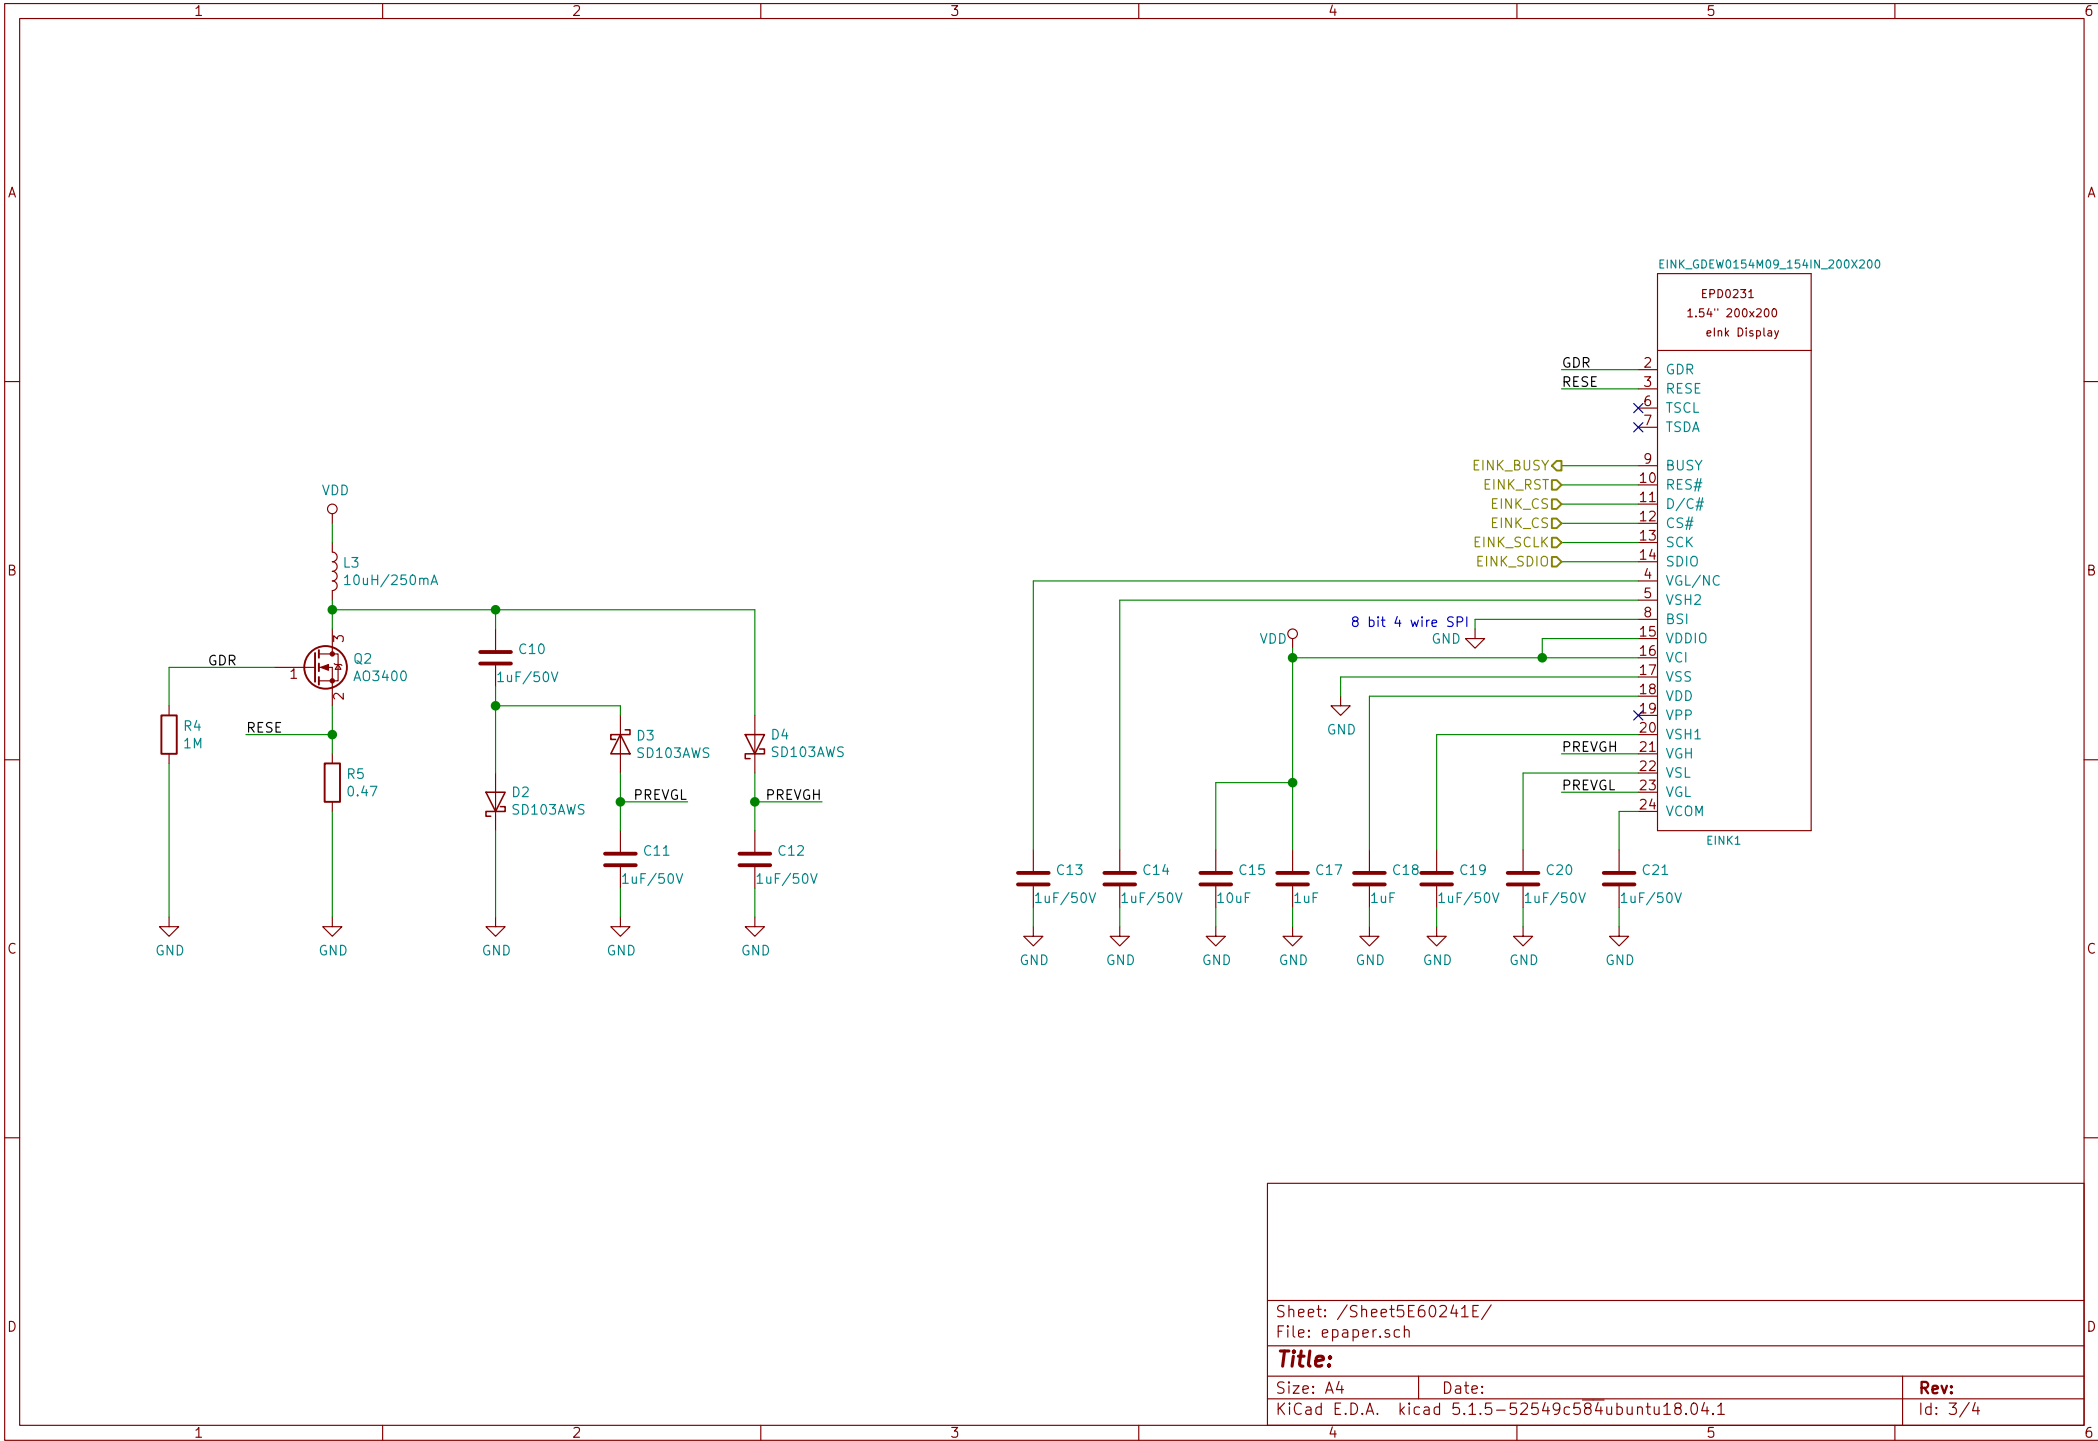 1 2 3 4 5 6
A A
B B
C C
D D
VDD
L3
10uH/250mA
GDR
1
3
2
Q2
AO3400
RESE
R4
1M
R5
0.47
C10
1uF/50V
D2
SD103AWS
D3
SD103AWS
D4
SD103AWS
PREVGL
PREVGH
C11
1uF/50V
C12
1uF/50V
GND GND GND GND GND
EINK_GDEW0154M09_154IN_200X200
EPD0231
1.54" 200x200
eInk Display
GDR 2 GDR
RESE 3 RESE
6 TSCL
7 TSDA
EINK_BUSY 9 BUSY
EINK_RST 10 RES#
EINK_CS 11 D/C#
EINK_CS 12 CS#
EINK_SCLK 13 SCK
EINK_SDIO 14 SDIO
4 VGL/NC
5 VSH2
8 bit 4 wire SPI
GND 8 BSI
VDD 15 VDDIO
16 VCI
17 VSS
18 VDD
GND 19 VPP
20 VSH1
PREVGH 21 VGH
22 VSL
PREVGL 23 VGL
24 VCOM
EINK1
C13
1uF/50V
C14
1uF/50V
C15
10uF
C17
1uF
C18
1uF
C19
1uF/50V
C20
1uF/50V
C21
1uF/50V
GND GND GND GND GND GND GND GND
Sheet: /Sheet5E60241E/
File: epaper.sch
Title:
Size: A4 Date: Rev:
KiCad E.D.A. kicad 5.1.5-52549c584ubuntu18.04.1 Id: 3/4
1 2 3 4 5 6